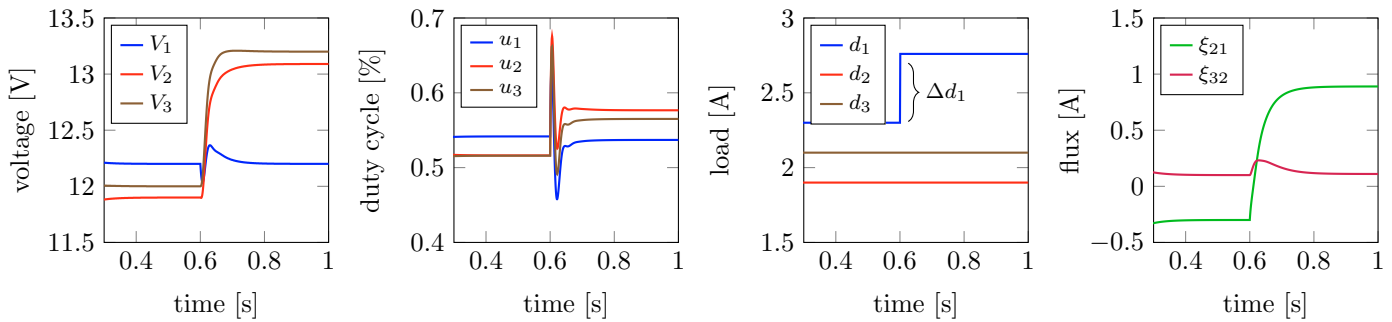 voltage [V]
13.5
13
12.5
12
11.5
V₁
V₂
V₃
0.4 0.6 0.8 1
time [s]
duty cycle [%]
0.7
0.6
0.5
0.4
u₁
u₂
u₃
0.4 0.6 0.8 1
time [s]
load [A]
3
2.5
2
1.5
d₁
d₂
d₃
Δd₁
0.4 0.6 0.8 1
time [s]
flux [A]
1.5
1
0.5
0
−0.5
ξ₂₁
ξ₃₂
0.4 0.6 0.8 1
time [s]